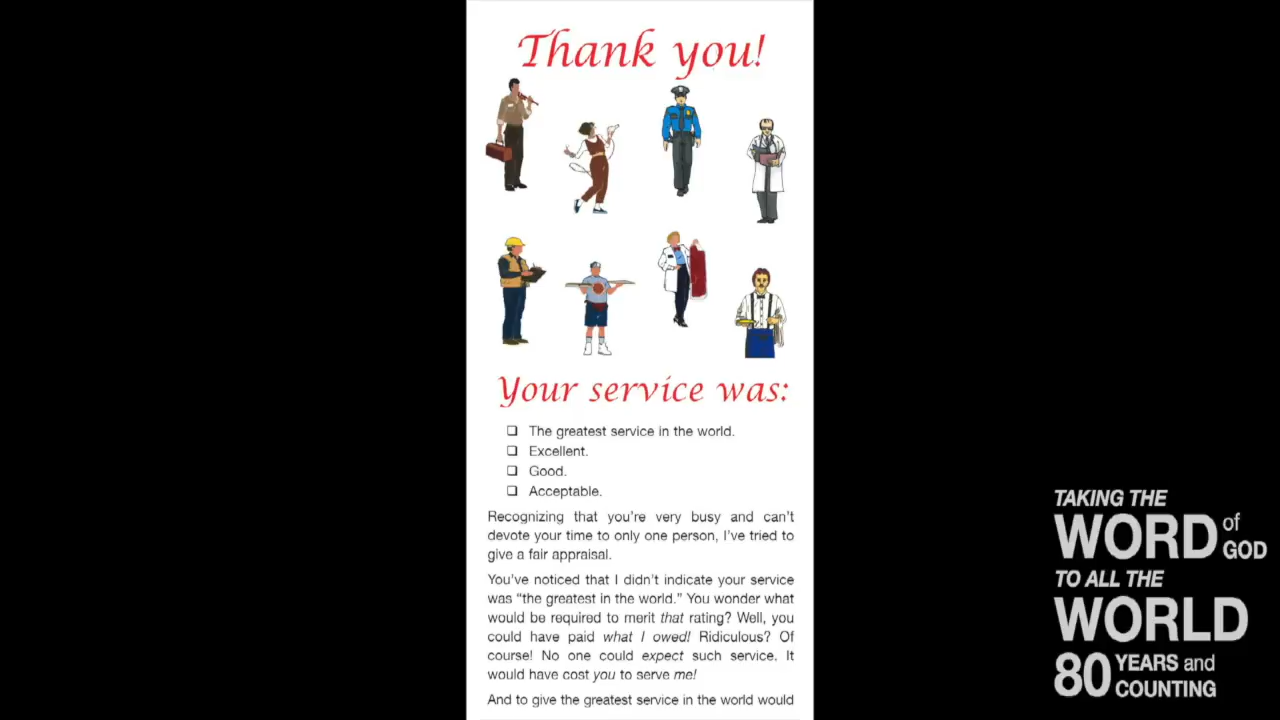 Thank you!
Your service was:
❑ The greatest service in the world.
❑ Excellent.
❑ Good.
❑ Acceptable.
Recognizing that you're very busy and can't
devote your time to only one person, I've tried to
give a fair appraisal.
You've noticed that I didn't indicate your service
was “the greatest in the world.” You wonder what
would be required to merit that rating? Well, you
could have paid what I owed! Ridiculous? Of
course! No one could expect such service. It
would have cost you to serve me!
And to give the greatest service in the world would
TAKING THE
WORD of GOD
TO ALL THE
WORLD
80 YEARS and COUNTING